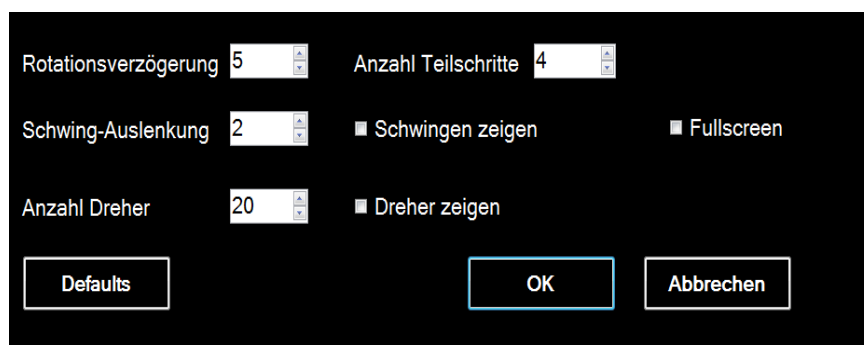 Rotationsverzögerung 5 Anzahl Teilschritte 4
Schwing-Auslenkung 2 Schwingen zeigen Fullscreen
Anzahl Dreher 20 Dreher zeigen
Defaults OK Abbrechen